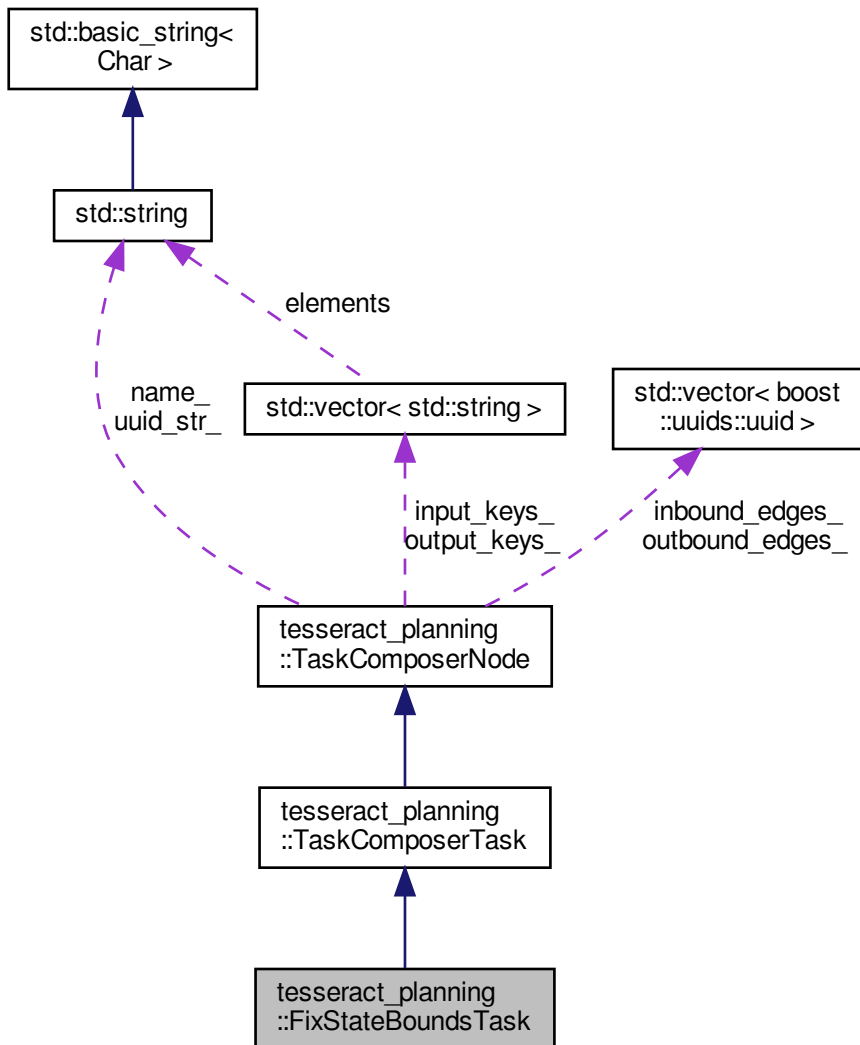 std::basic_string<
Char >
std::string
elements
name_
uuid_str_
std::vector< std::string >
std::vector< boost
::uuids::uuid >
input_keys_
output_keys_
inbound_edges_
outbound_edges_
tesseract_planning
::TaskComposerNode
tesseract_planning
::TaskComposerTask
tesseract_planning
::FixStateBoundsTask